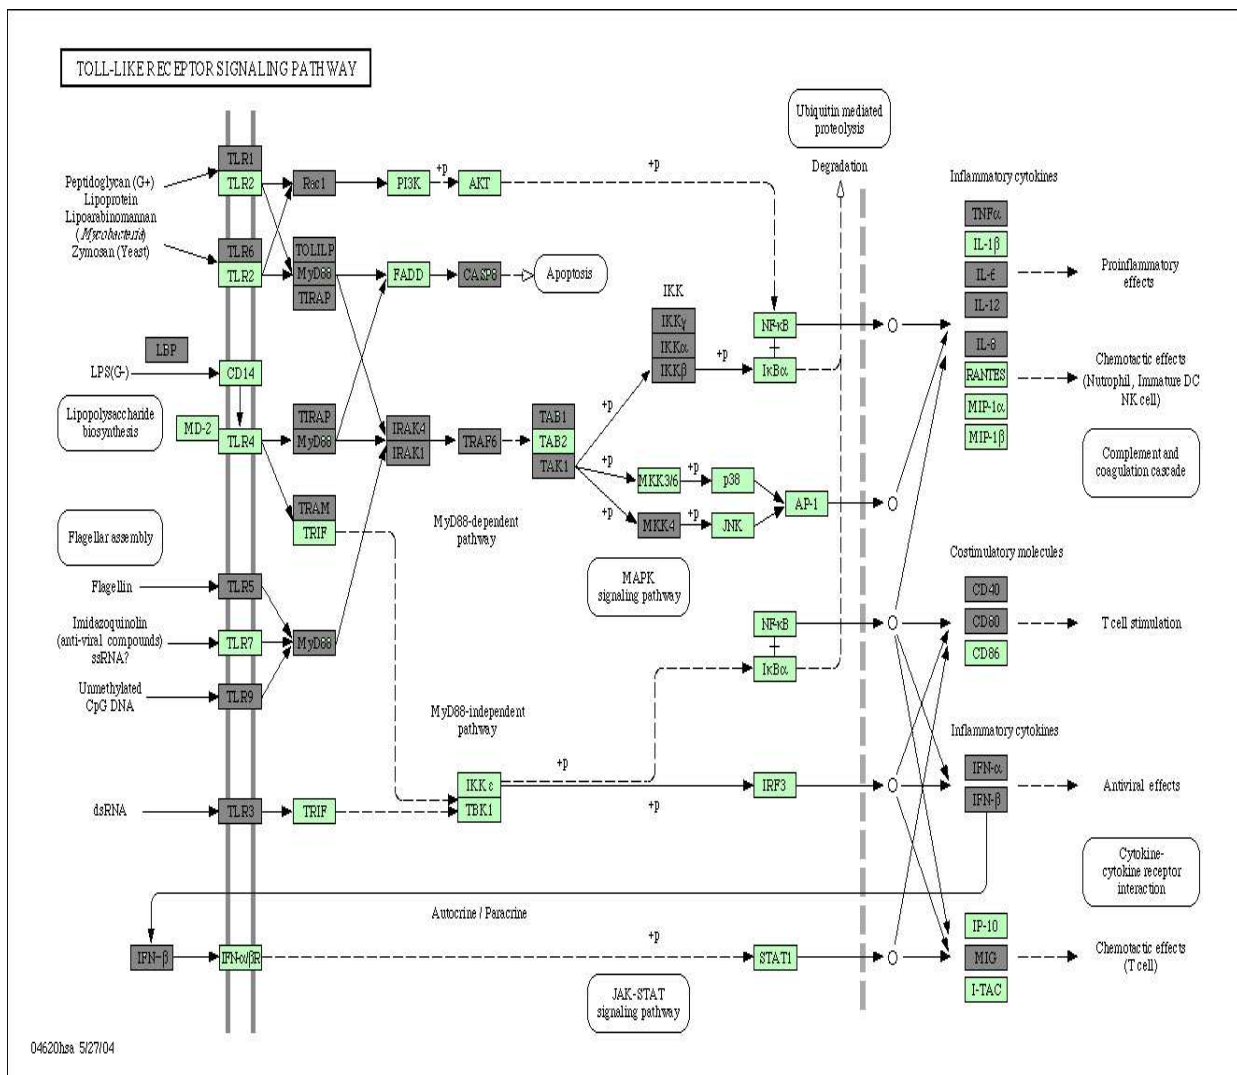 TOLL-LIKE RECEPTOR SIGNALING PATHWAY
Ubiquitin mediated
proteolysis
Degradation
Peptidoglycan (G+)
Lipoprotein
Lipoarabinomannan
(Mycobacteria)
Zymosan (Yeast)
TLR1
TLR2
Rac1
PI3K
+p
AKT
+p
TLR6
TLR2
TOLILP
MyD88
TIRAP
FADD
CASP8
Apoptosis
IKK
IKKγ
IKKα
IKKβ
+p
+p
NF-κB
IκBα
Inflammatory cytokines
TNFα
IL-1β
IL-6
IL-12
Proinflammatory
effects
IL-8
RANTES
MIP-1α
MIP-1β
Chemotactic effects
(Nutrophil, Immature DC
NK cell)
LBP
LPS(G-)
CD14
Lipopolysaccharide
biosynthesis
MD-2
TLR4
TIRAP
MyD88
IRAK4
IRAK1
TRAF6
TAB1
TAB2
TAK1
+p
MKK3/6
+p
p38
+p
MKK4
+p
JNK
AP-1
Complement and
coagulation cascade
TRAM
TRIF
MyD88-dependent
pathway
MAPK
signaling pathway
Flagellar assembly
Flagellin
TLR5
Imidazoquinolin
(anti-viral compounds)
ssRNA?
TLR7
MyD88
Unmethylated
CpG DNA
TLR9
MyD88-independent
pathway
NF-κB
IκBα
Costimulatory molecules
CD40
CD80
CD86
T cell stimulation
dsRNA
TLR3
TRIF
IKKε
TBK1
+p
+p
IRF3
Inflammatory cytokines
IFN-α
IFN-β
Antiviral effects
Cytokine-
cytokine receptor
interaction
Autocrine / Paracrine
IFN-β
IFN-α/βR
+p
STAT1
JAK-STAT
signaling pathway
IP-10
MIG
I-TAC
Chemotactic effects
(T cell)
04620hsa 5/27/04